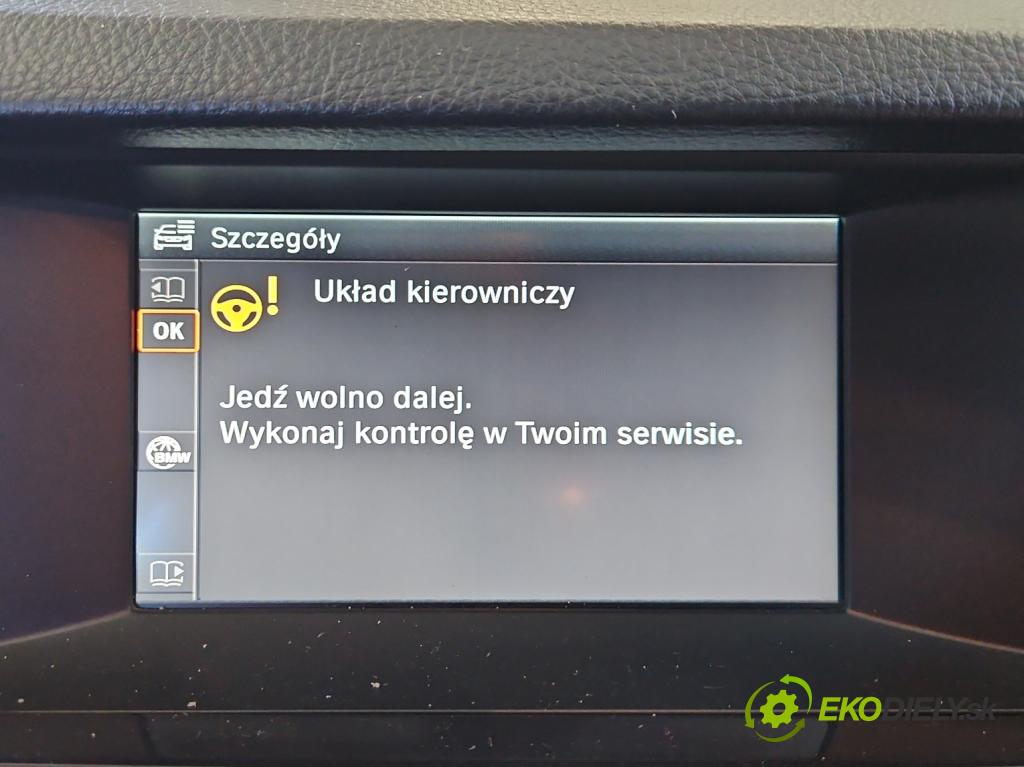 Szczegóły
Układ kierowniczy
OK
Jedź wolno dalej.
Wykonaj kontrolę w Twoim serwisie.
BMW
EKODIELY.sk